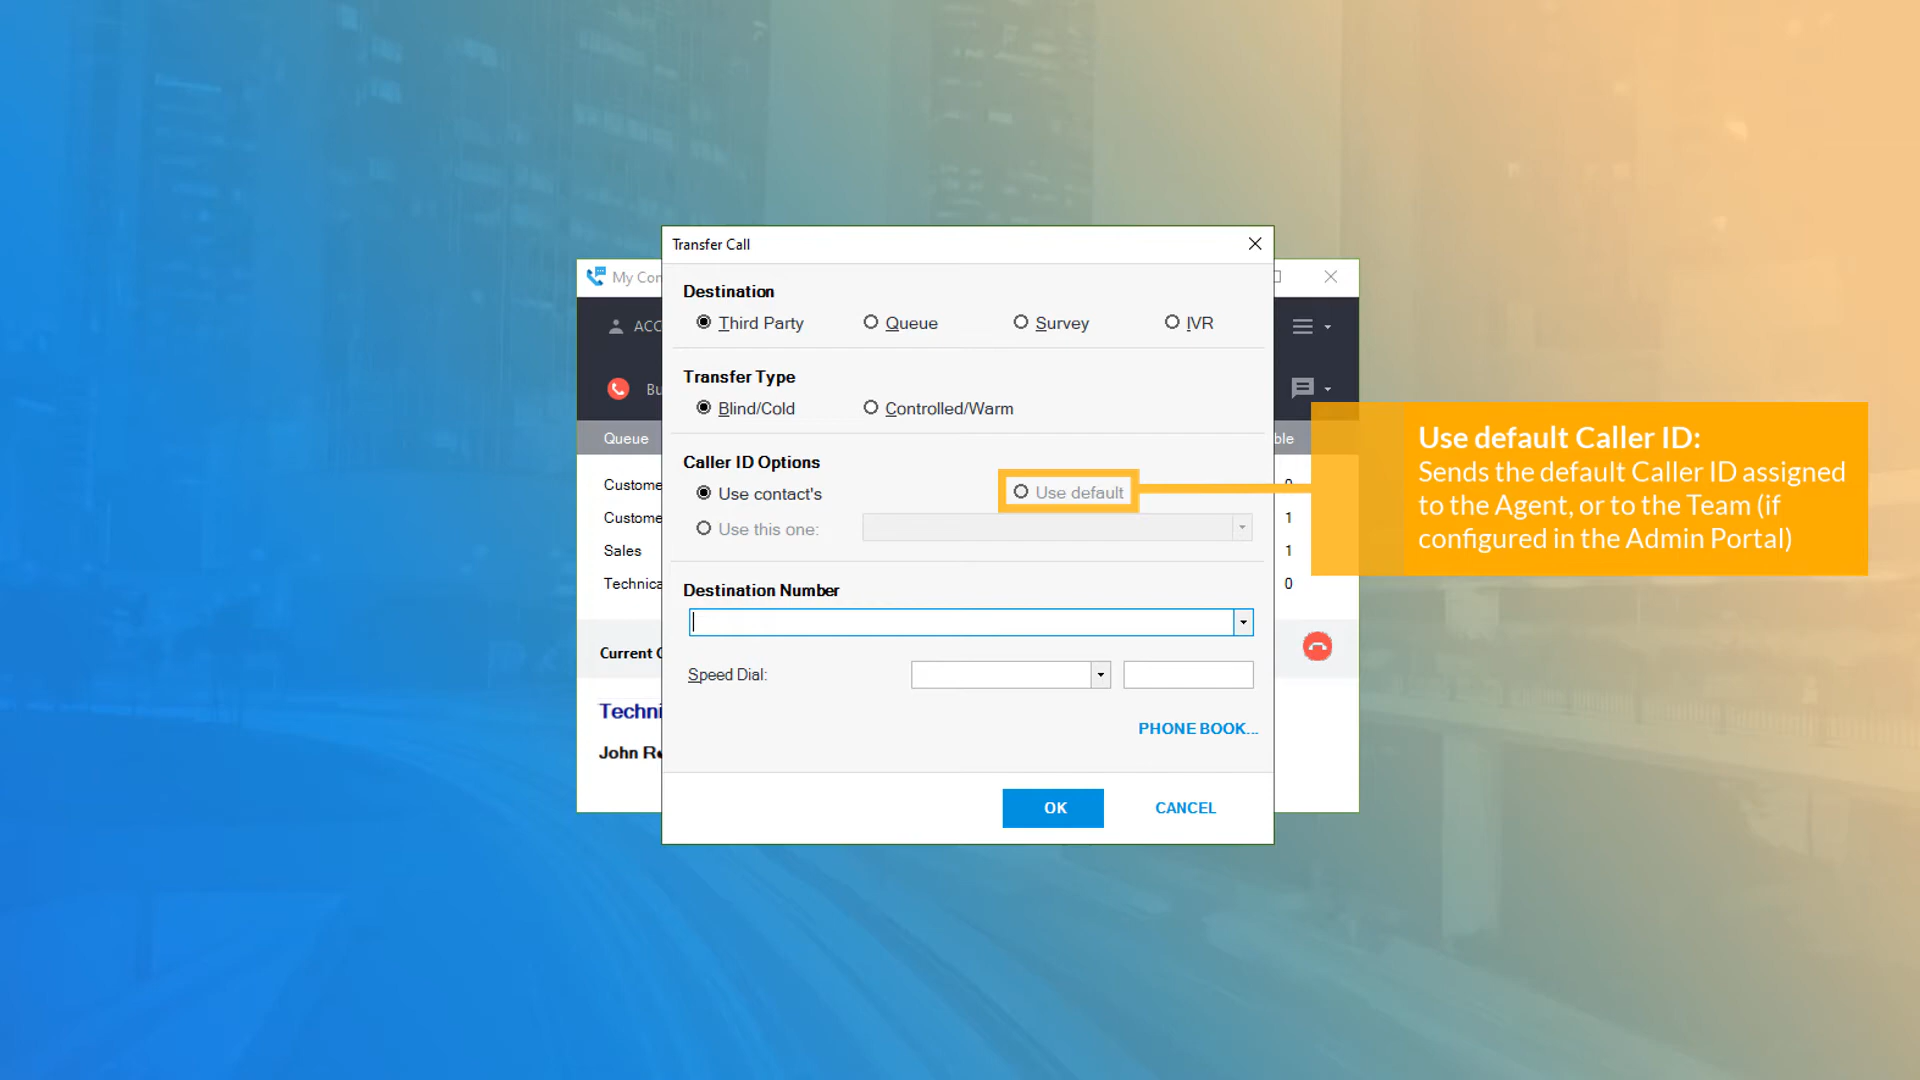 Transfer Call
My Con
Destination
Third Party
Queue
Survey
IVR
ACC
Transfer Type
Blind/Cold
Controlled/Warm
Bu
Queue
ble
Caller ID Options
Use contact's
Use default
Use this one:
Use default Caller ID:
Sends the default Caller ID assigned
to the Agent, or to the Team (if
configured in the Admin Portal)
Custome
0
Custome
1
Sales
1
Technica
0
Destination Number
Current C
Speed Dial:
Techni
PHONE BOOK...
John Re
OK
CANCEL